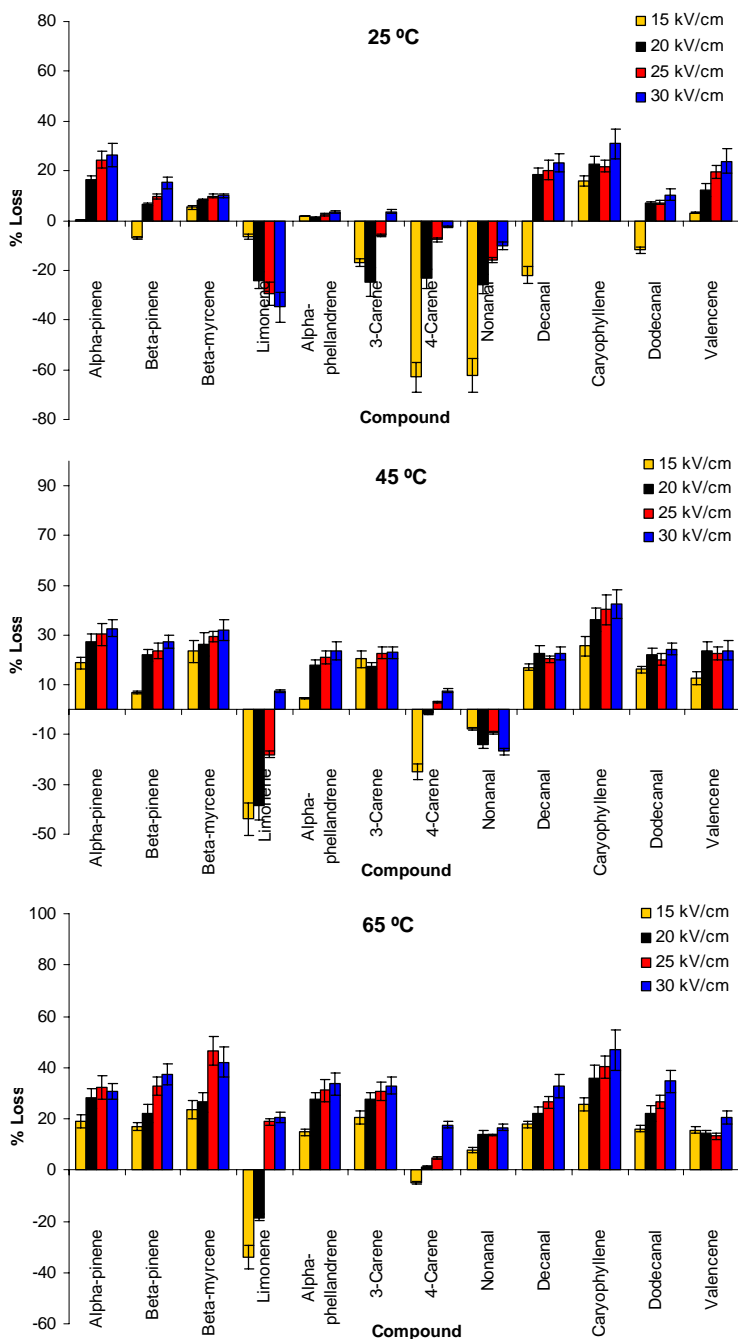 25 ºC
15 kV/cm
20 kV/cm
25 kV/cm
30 kV/cm
80
60
40
20
0
-20
-40
-60
-80
% Loss
Alpha-pinene
Beta-pinene
Beta-myrcene
Limonene
Alpha-
phellandrene
3-Carene
4-Carene
Nonanal
Decanal
Caryophyllene
Dodecanal
Valencene
Compound
45 ºC
15 kV/cm
20 kV/cm
25 kV/cm
30 kV/cm
90
70
50
30
10
-10
-30
-50
% Loss
Alpha-pinene
Beta-pinene
Beta-myrcene
Limonene
Alpha-
phellandrene
3-Carene
4-Carene
Nonanal
Decanal
Caryophyllene
Dodecanal
Valencene
Compound
65 ºC
15 kV/cm
20 kV/cm
25 kV/cm
30 kV/cm
100
80
60
40
20
0
-20
-40
-60
% Loss
Alpha-pinene
Beta-pinene
Beta-myrcene
Limonene
Alpha-
phellandrene
3-Carene
4-Carene
Nonanal
Decanal
Caryophyllene
Dodecanal
Valencene
Compound